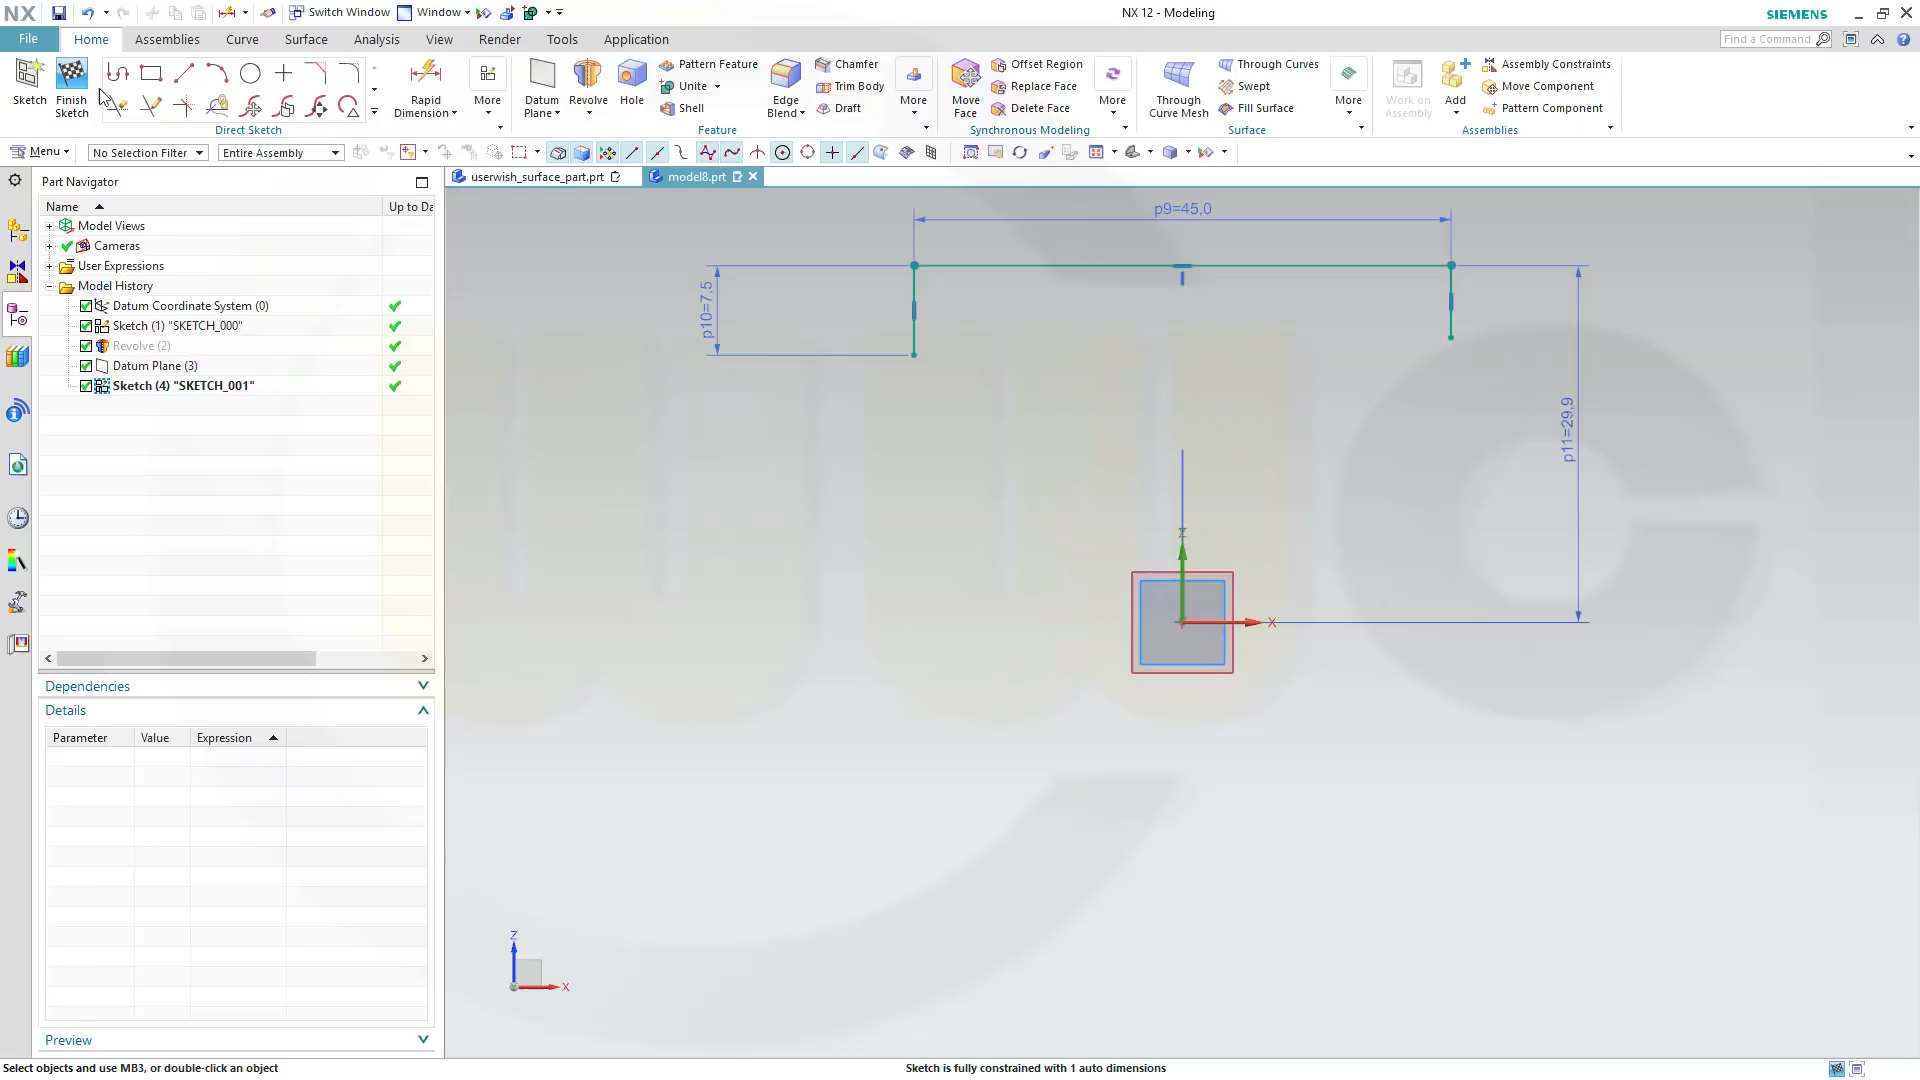 NX
Switch Window
Window
NX 12 - Modeling
SIEMENS
File
Home
Assemblies
Curve
Surface
Analysis
View
Render
Tools
Application
Find a Command
Sketch
Finish
Sketch
Direct Sketch
Rapid
Dimension
More
Datum
Plane
Revolve
Hole
Pattern Feature
Unite
Shell
Edge
Blend
Chamfer
Trim Body
Draft
More
Feature
Move
Face
Offset Region
Replace Face
Delete Face
More
Synchronous Modeling
Through
Curve Mesh
Through Curves
Swept
Fill Surface
More
Surface
Work on
Assembly
Add
Assembly Constraints
Move Component
Pattern Component
Assemblies
Menu
No Selection Filter
Entire Assembly
Part Navigator
userwish_surface_part.prt
model8.prt
Name
Up to Da
Model Views
Cameras
User Expressions
Model History
Datum Coordinate System (0)
Sketch (1) "SKETCH_000"
Revolve (2)
Datum Plane (3)
Sketch (4) "SKETCH_001"
p9=45,0
p10=7,5
p11=29,9
Z
X
Z
X
Dependencies
Details
Parameter
Value
Expression
Preview
Select objects and use MB3, or double-click an object
Sketch is fully constrained with 1 auto dimensions